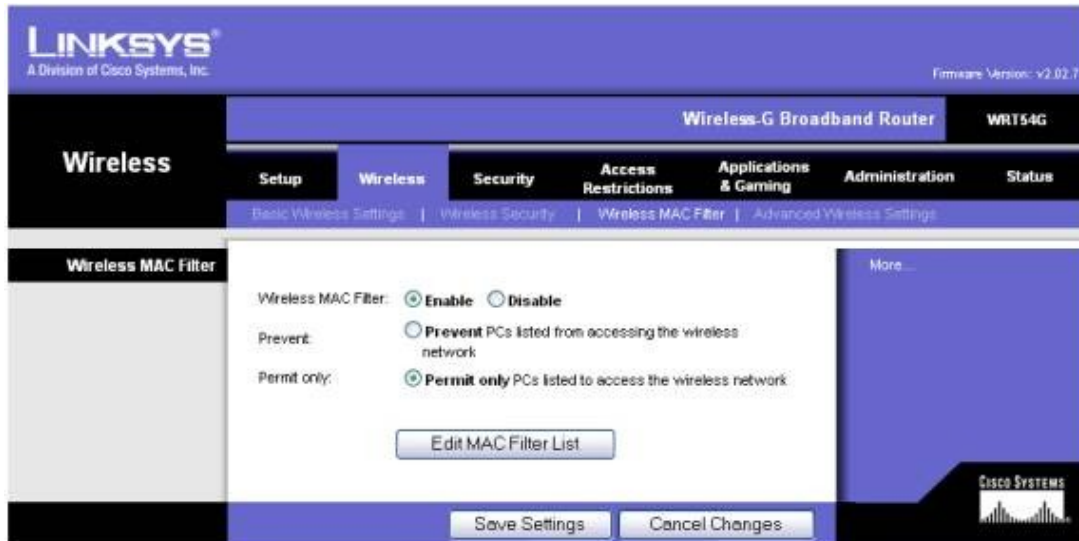 LINKSYS®
A Division of Cisco Systems, Inc.
Firmware Version: v2.02.7
Wireless-G Broadband Router
WRT54G
Wireless
Setup
Wireless
Security
Access
Restrictions
Applications
& Gaming
Administration
Status
Basic Wireless Settings | Wireless Security | Wireless MAC Filter | Advanced Wireless Settings
Wireless MAC Filter
More...
Wireless MAC Filter: Enable Disable
Prevent: Prevent PCs listed from accessing the wireless
network
Permit only: Permit only PCs listed to access the wireless network
Edit MAC Filter List
CISCO SYSTEMS
Save Settings
Cancel Changes